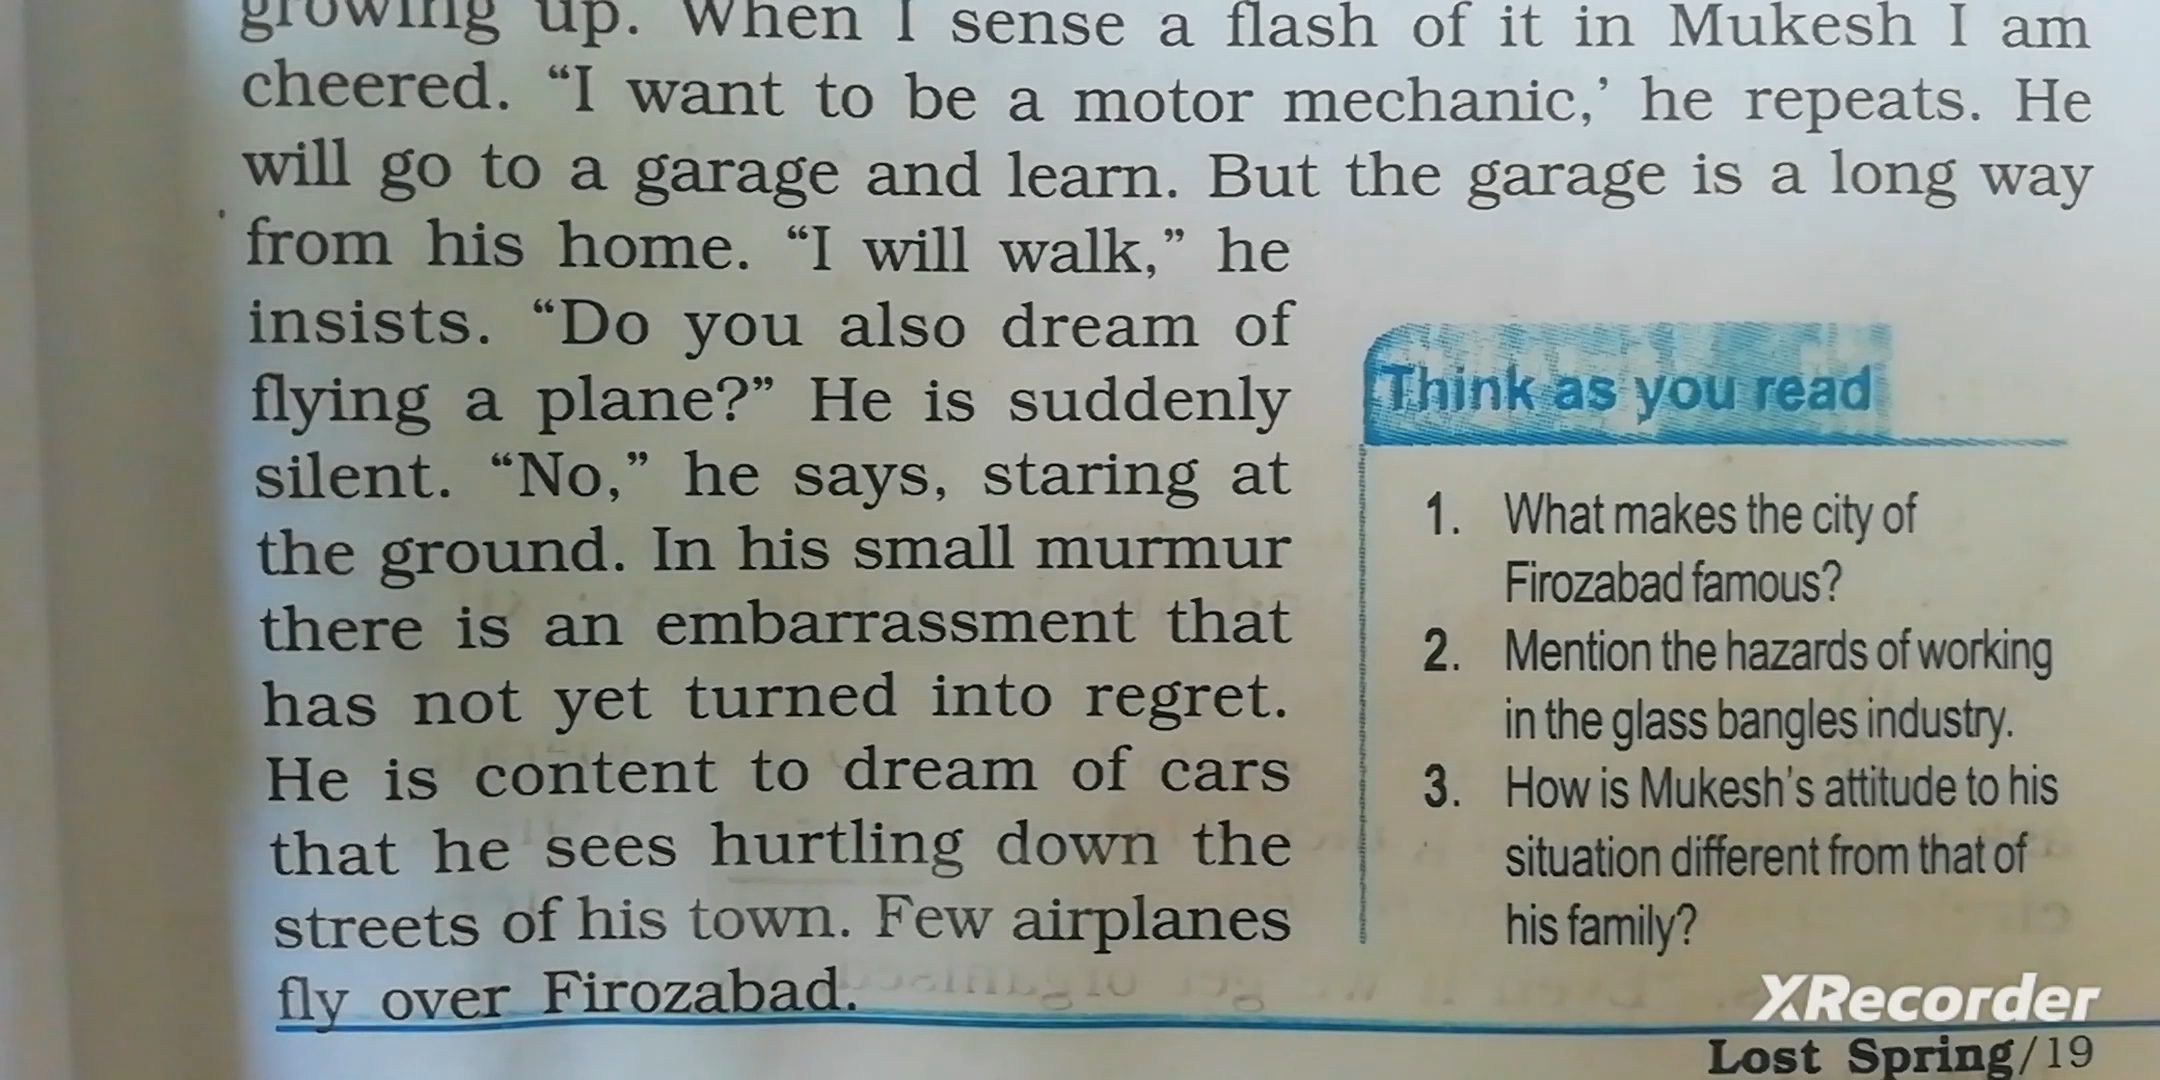 growing up. When I sense a flash of it in Mukesh I am
cheered. “I want to be a motor mechanic,’ he repeats. He
will go to a garage and learn. But the garage is a long way
from his home. “I will walk,” he
insists. “Do you also dream of
flying a plane?” He is suddenly
silent. “No,” he says, staring at
the ground. In his small murmur
there is an embarrassment that
has not yet turned into regret.
He is content to dream of cars
that he sees hurtling down the
streets of his town. Few airplanes
fly over Firozabad.
Think as you read
1. What makes the city of
Firozabad famous?
2. Mention the hazards of working
in the glass bangles industry.
3. How is Mukesh’s attitude to his
situation different from that of
his family?
XRecorder
Lost Spring/19